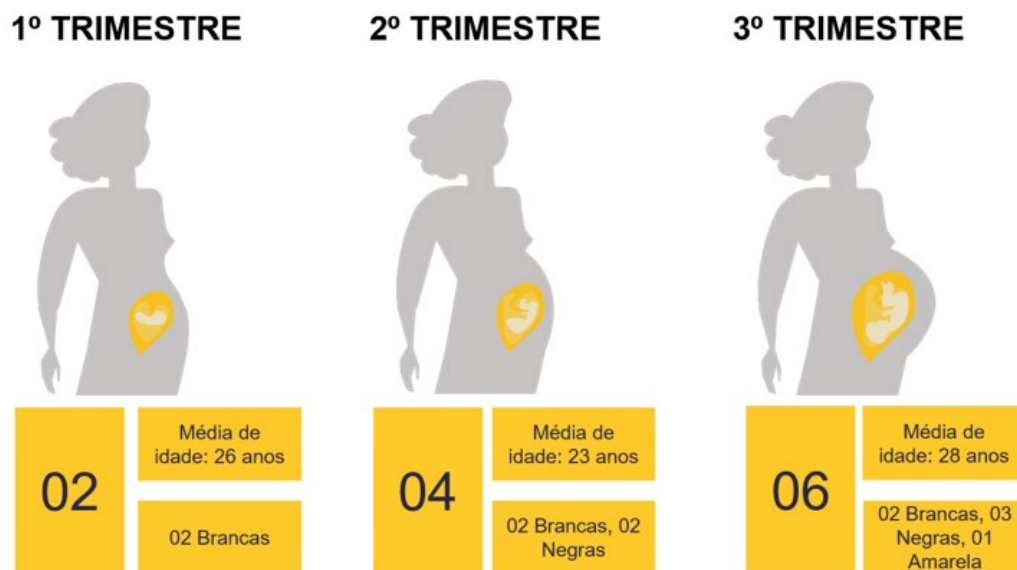 1º TRIMESTRE
2º TRIMESTRE
3º TRIMESTRE
02
Média de
idade: 26 anos
02 Brancas
04
Média de
idade: 23 anos
02 Brancas, 02
Negras
06
Média de
idade: 28 anos
02 Brancas, 03
Negras, 01
Amarela